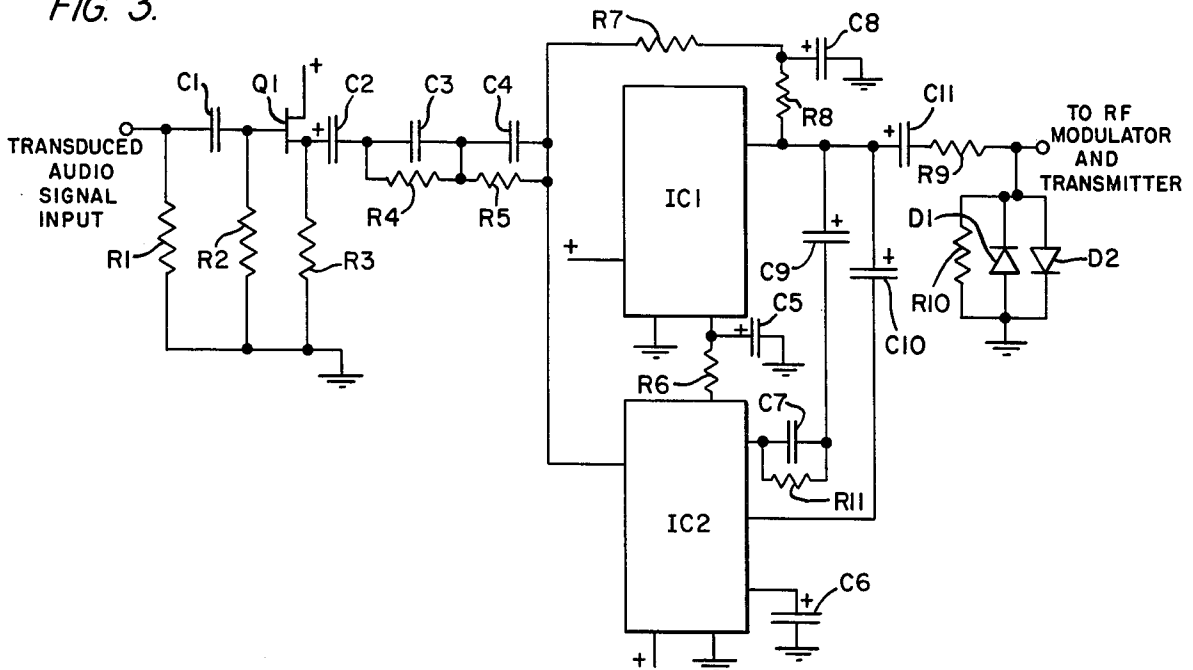 FIG. 3.
R7
C8
C1
Q1
+
+
C2
C3
C4
+
R8
C11
+
TRANSDUCED
AUDIO
SIGNAL
INPUT
R4
R5
IC1
R9
TO RF
MODULATOR
AND
TRANSMITTER
R1
R2
R3
+
C9
+
+
C10
D1
D2
R10
C5
+
R6
C7
R11
IC2
C6
+
+